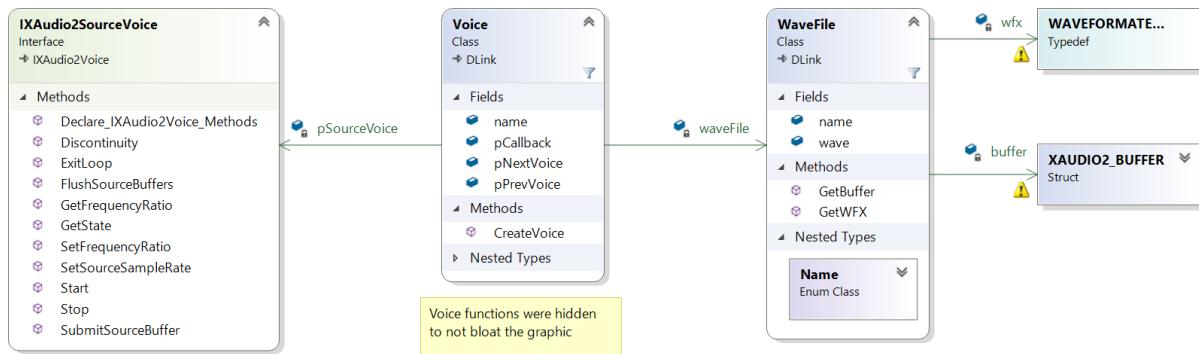 IXAudio2SourceVoice
Interface
IXAudio2Voice
Methods
Declare_IXAudio2Voice_Methods
Discontinuity
ExitLoop
FlushSourceBuffers
GetFrequencyRatio
GetState
SetFrequencyRatio
SetSourceSampleRate
Start
Stop
SubmitSourceBuffer
pSourceVoice
Voice
Class
DLink
Fields
name
pCallback
pNextVoice
pPrevVoice
Methods
CreateVoice
Nested Types
Voice functions were hidden
to not bloat the graphic
waveFile
WaveFile
Class
DLink
Fields
name
wave
Methods
GetBuffer
GetWFX
Nested Types
Name
Enum Class
wfx
WAVEFORMATE...
Typedef
buffer
XAUDIO2_BUFFER
Struct